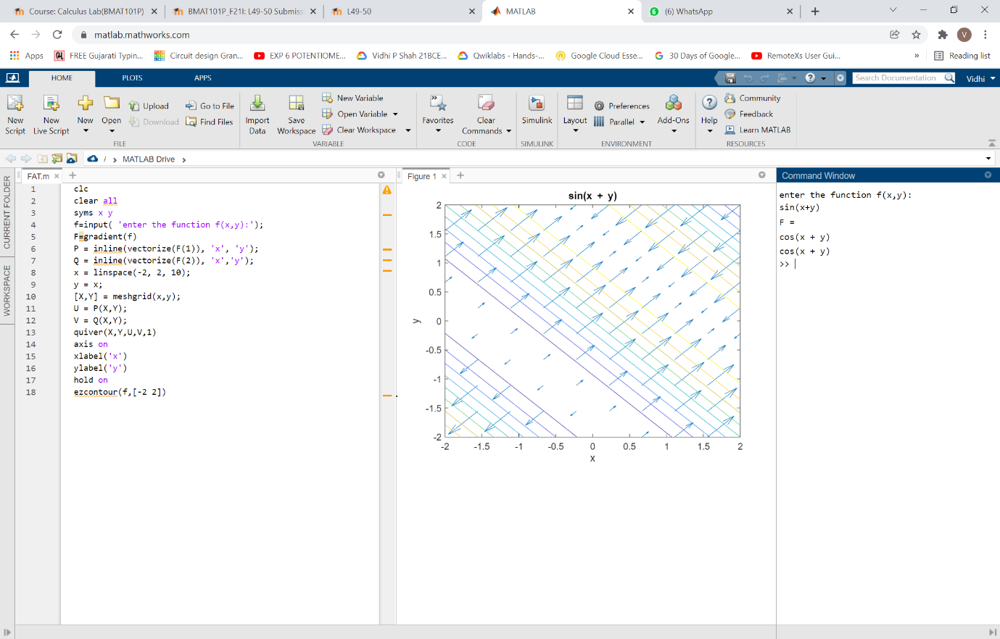 Course: Calculus Lab(BMAT101P)
BMAT101P_F21I: L49-50 Submiss
L49-50
MATLAB
(6) WhatsApp
matlab.mathworks.com
V
Apps
FREE Gujarati Typin...
Circuit design Gran...
EXP 6 POTENTIOME...
Vidhi P Shah 21BCE...
Qwiklabs - Hands-...
Google Cloud Esse...
30 Days of Google...
RemoteXs User Gui...
»
Reading list
HOME
PLOTS
APPS
Search Documentation
Vidhi
New Script
New Live Script
New
Open
Upload
Download
Go to File
Find Files
FILE
Import Data
Save Workspace
New Variable
Open Variable
Clear Workspace
VARIABLE
Favorites
Clear Commands
CODE
Simulink
SIMULINK
Layout
Preferences
Parallel
Add-Ons
ENVIRONMENT
Help
Community
Feedback
Learn MATLAB
RESOURCES
/ > MATLAB Drive >
CURRENT FOLDER
WORKSPACE
FAT.m
1 clc
2 clear all
3 syms x y
4 f=input( 'enter the function f(x,y):');
5 F=gradient(f)
6 P = inline(vectorize(F(1)), 'x', 'y');
7 Q = inline(vectorize(F(2)), 'x','y');
8 x = linspace(-2, 2, 10);
9 y = x;
10 [X,Y] = meshgrid(x,y);
11 U = P(X,Y);
12 V = Q(X,Y);
13 quiver(X,Y,U,V,1)
14 axis on
15 xlabel('x')
16 ylabel('y')
17 hold on
18 ezcontour(f,[-2 2])
Figure 1
sin(x + y)
2
1.5
1
0.5
0
-0.5
-1
-1.5
-2
y
-2 -1.5 -1 -0.5 0 0.5 1 1.5 2
x
Command Window
enter the function f(x,y):
sin(x+y)
F =
cos(x + y)
cos(x + y)
>>